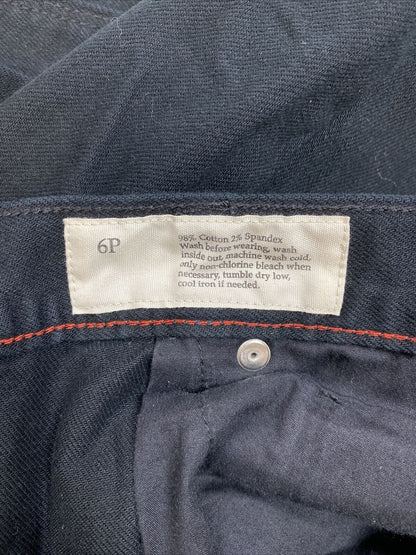 6P
98% Cotton 2% Spandex
Wash before wearing, wash
inside out, machine wash cold,
only non-chlorine bleach when
necessary, tumble dry low,
cool iron if needed.